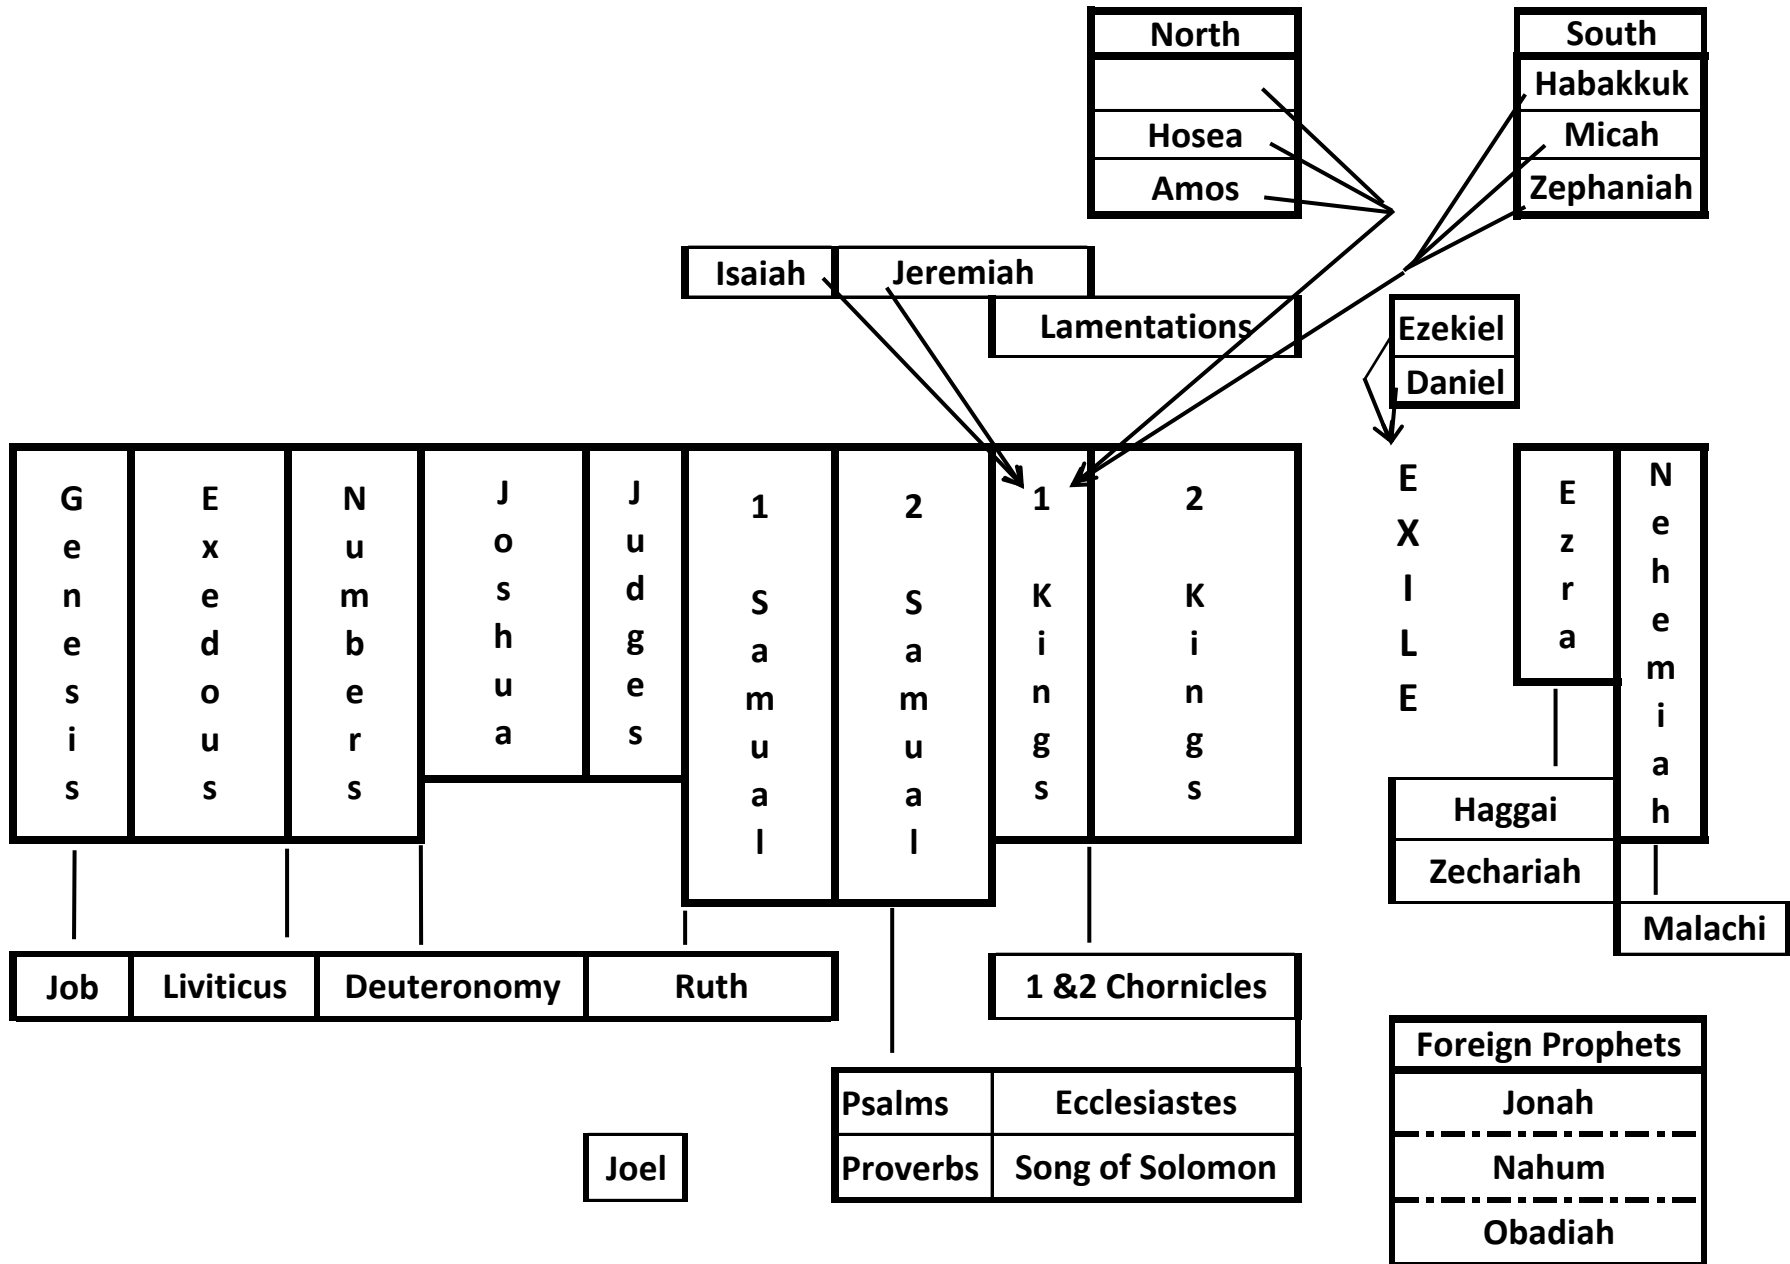 North
South
Habakkuk
Hosea
Micah
Amos
Zephaniah
Isaiah
Jeremiah
Lamentations
Ezekiel
Daniel
Genesis
Exedous
Numbers
Joshua
Judges
1 Samual
2 Samual
1 Kings
2 Kings
EXILE
Ezra
Nehemiah
Haggai
Zechariah
Malachi
Job
Liviticus
Deuteronomy
Ruth
1 &2 Chornicles
Foreign Prophets
Psalms
Ecclesiastes
Jonah
Joel
Proverbs
Song of Solomon
Nahum
Obadiah